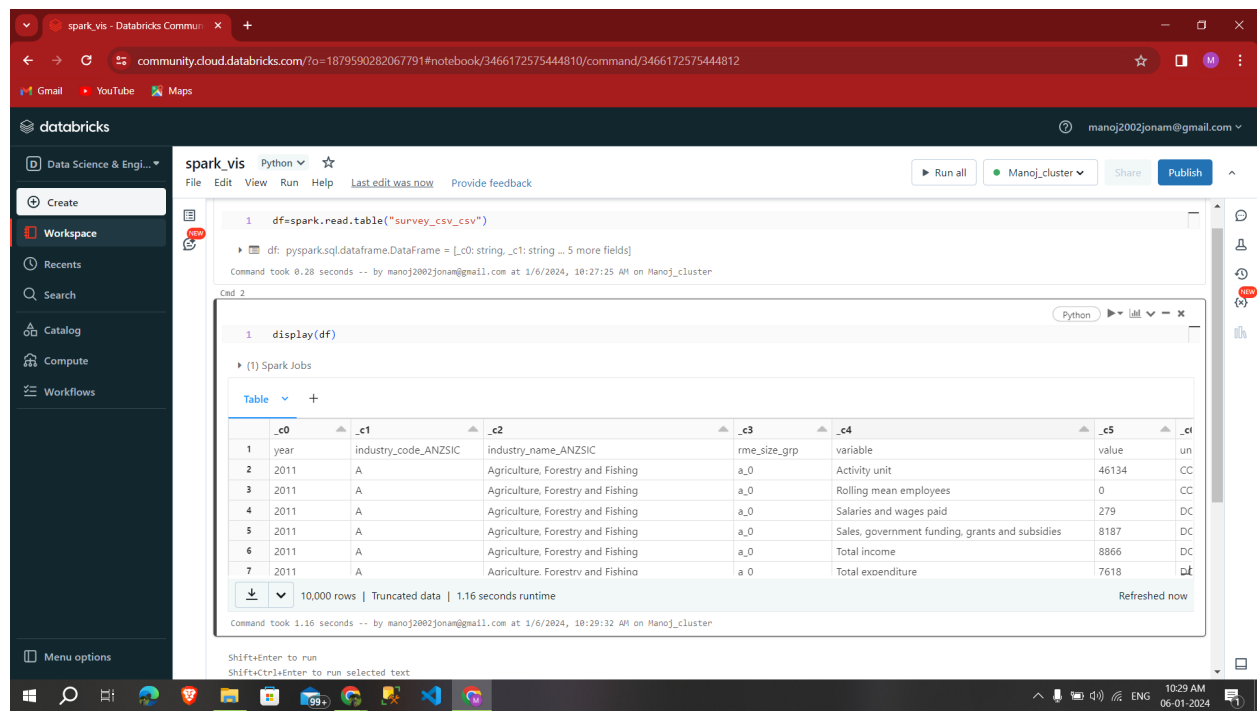 spark_vis - Databricks Commun
community.cloud.databricks.com/?o=1879590282067791#notebook/3466172575444810/command/3466172575444812
M
Gmail YouTube Maps
databricks
manoj2002jonam@gmail.com
D Data Science & Engi...
spark_vis Python
File Edit View Run Help Last edit was now Provide feedback
Run all Manoj_cluster Share Publish
Create
Workspace
Recents
Search
Catalog
Compute
Workflows
Menu options
NEW
NEW
1 df=spark.read.table("survey_csv_csv")
df: pyspark.sql.dataframe.DataFrame = [_c0: string, _c1: string ... 5 more fields]
Command took 0.28 seconds -- by manoj2002jonam@gmail.com at 1/6/2024, 10:27:25 AM on Manoj_cluster
Cmd 2
Python
1 display(df)
(1) Spark Jobs
Table +
_c0 _c1 _c2 _c3 _c4 _c5
1 year industry_code_ANZSIC industry_name_ANZSIC rme_size_grp variable value un
2 2011 A Agriculture, Forestry and Fishing a_0 Activity unit 46134 CC
3 2011 A Agriculture, Forestry and Fishing a_0 Rolling mean employees 0 CC
4 2011 A Agriculture, Forestry and Fishing a_0 Salaries and wages paid 279 DC
5 2011 A Agriculture, Forestry and Fishing a_0 Sales, government funding, grants and subsidies 8187 DC
6 2011 A Agriculture, Forestry and Fishing a_0 Total income 8866 DC
7 2011 A Agriculture, Forestry and Fishing a_0 Total expenditure 7618
10,000 rows | Truncated data | 1.16 seconds runtime Refreshed now
Command took 1.16 seconds -- by manoj2002jonam@gmail.com at 1/6/2024, 10:29:32 AM on Manoj_cluster
Shift+Enter to run
Shift+Ctrl+Enter to run selected text
99+
ENG
10:29 AM
06-01-2024
1